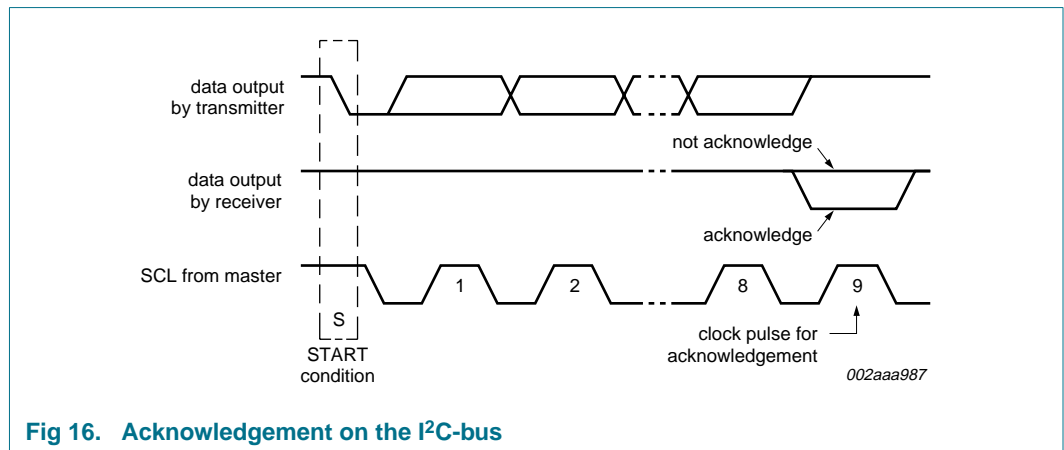 data output
by transmitter
not acknowledge
data output
by receiver
acknowledge
SCL from master
1
2
8
9
S
START
condition
clock pulse for
acknowledgement
002aaa987
Fig 16. Acknowledgement on the I²C-bus